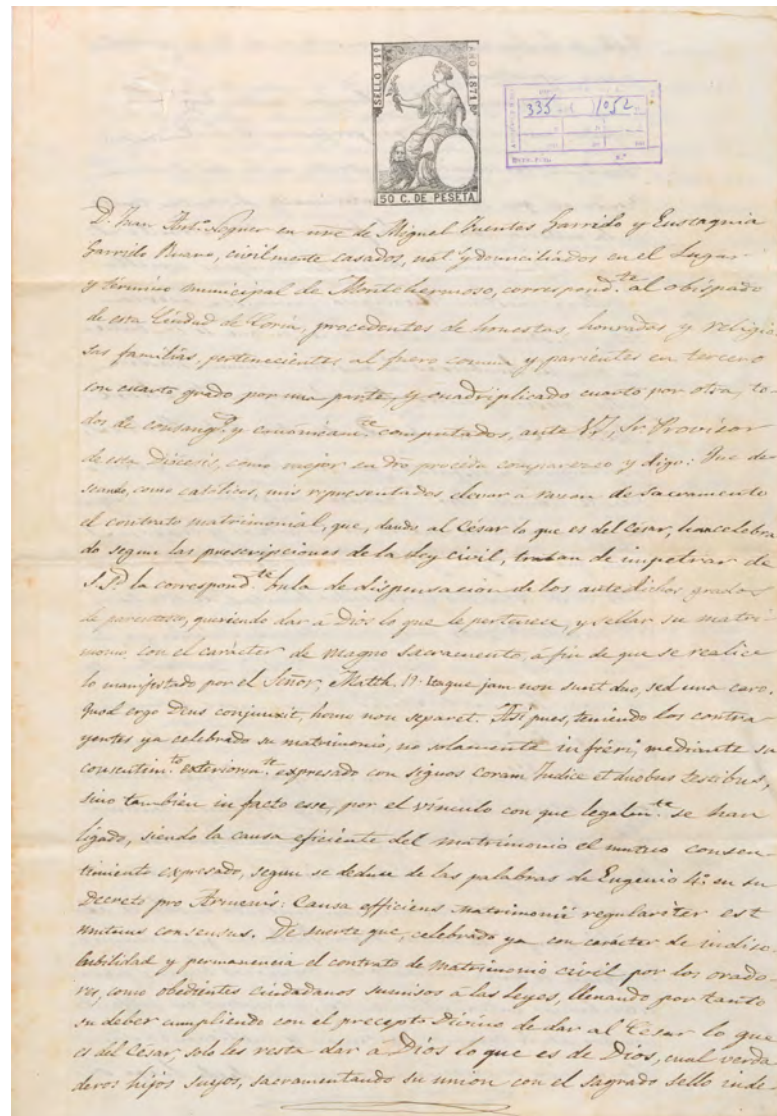 SELLO 11º
AÑO 1871
50 C. DE PESETA
335 1052
D. Juan Antº. Soguer en nre de Miguel Fuentes Garrido y Eustaquia
Garrido Bueno, civilmente casados, nat. y domiciliados en el Lugar
y término municipal de Montehermoso, correspond.te al obispado
de esta Ciudad de Coria, procedentes de honestas, honradas y religio-
sas familias, pertenecientes al fuero comun y parientes en tercero
con cuarto grado por una parte, y cuadriplicado cuarto por otra, to-
dos de consangª. y canónicam.te computados, ante V.S. Sr. Provisor
de esta Diócesis, como mejor en dro proceda comparezco y digo: Que de-
seando, como católicos, mis representados elevar a razon de sacramento
el contrato matrimonial, que, dando al César lo que es del César, han celebra
do segun las prescripciones de la Ley civil, tratan de impetrar de
S.S. la correspond.te bula de dispensacion de los antedichos grados
de parentesco, queriendo dar á Dios lo que le pertenece, y sellar su matri-
monio con el carácter de magno sacramento, á fin de que se realice
lo manifestado por el Señor, Matth. 19: Itaque jam non sunt duo, sed una caro.
Quod ergo Deus conjunxit, homo non separet. Así pues, teniendo los contra-
yentes ya celebrado su matrimonio, no solamente in fieri, mediante su
consentim.to exteriorm.te expresado con signos coram Judice et duobus testibus,
sino tambien in facto esse, por el vínculo con que legalm.te se han
ligado, siendo la causa eficiente del matrimonio el mutuo consen-
timiento expresado, segun se deduce de las palabras de Eugenio 4º. en su
Decreto pro Armenis: Causa efficiens matrimonii regulariter est
mutuus consensus. De suerte que, celebrado ya con carácter de indiso-
lubilidad y permanencia el contrato de matrimonio civil por los orado-
res, como obedientes ciudadanos sumisos á las leyes, llenando por tanto
su deber cumpliendo con el precepto Divino de dar al César lo que
es del César, solo les resta dar a Dios lo que es de Dios, cual verda
deros hijos suyos, sacramentando su union con el sagrado sello inde-